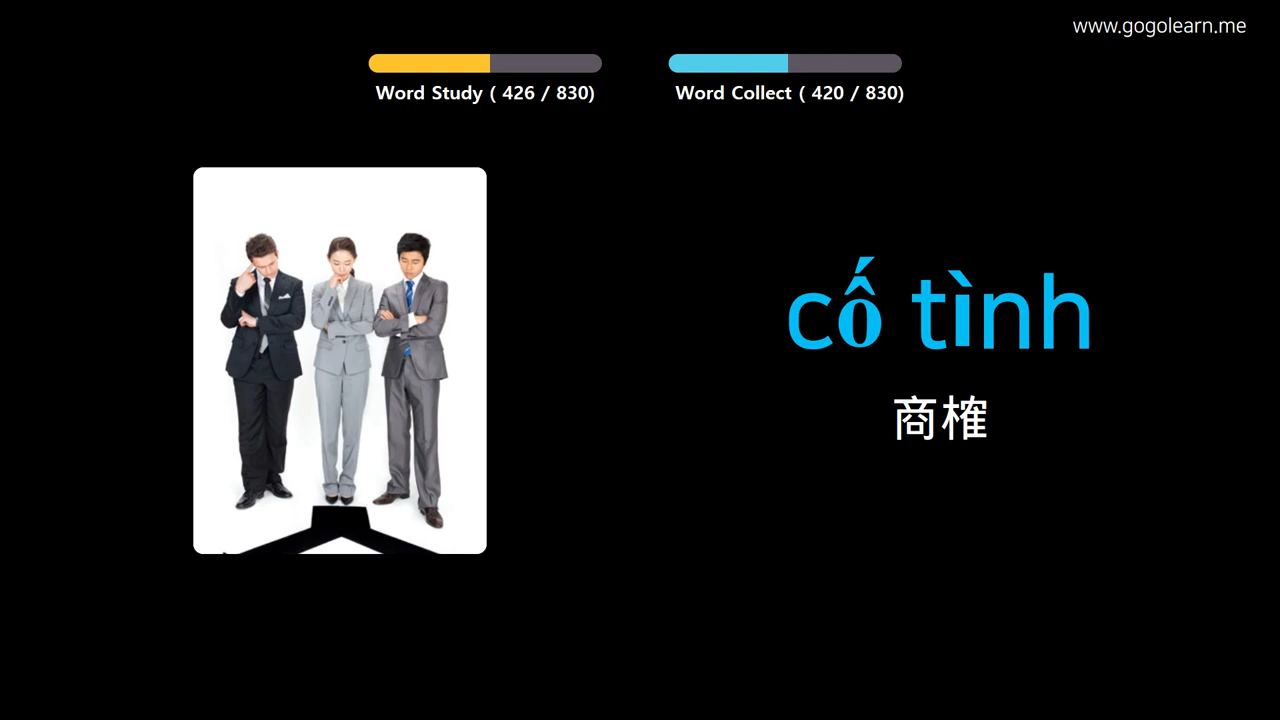 www.gogolearn.me
Word Study ( 426 / 830)
Word Collect ( 420 / 830)
cố tình
商榷